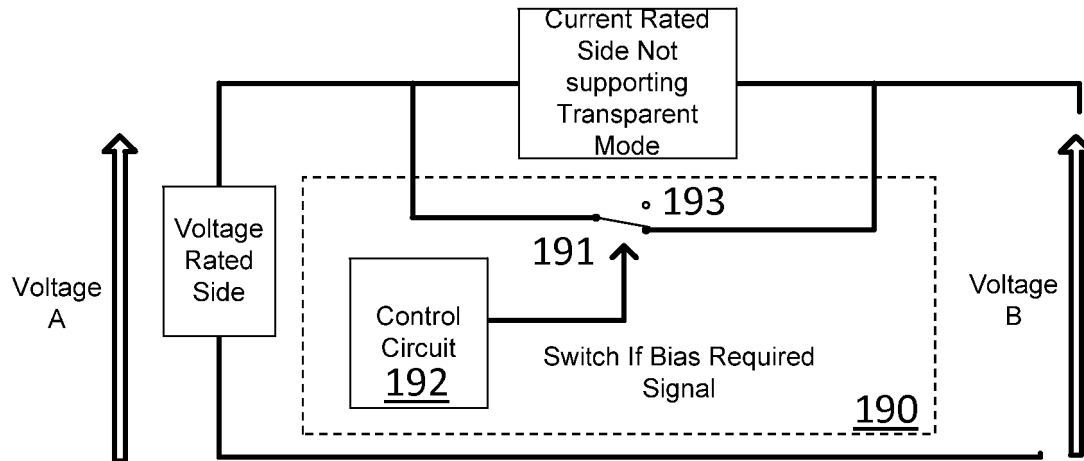 Current Rated
Side Not
supporting
Transparent
Mode
193
191
Voltage
Rated
Side
Voltage
A
Control
Circuit
192
Switch If Bias Required
Signal
190
Voltage
B